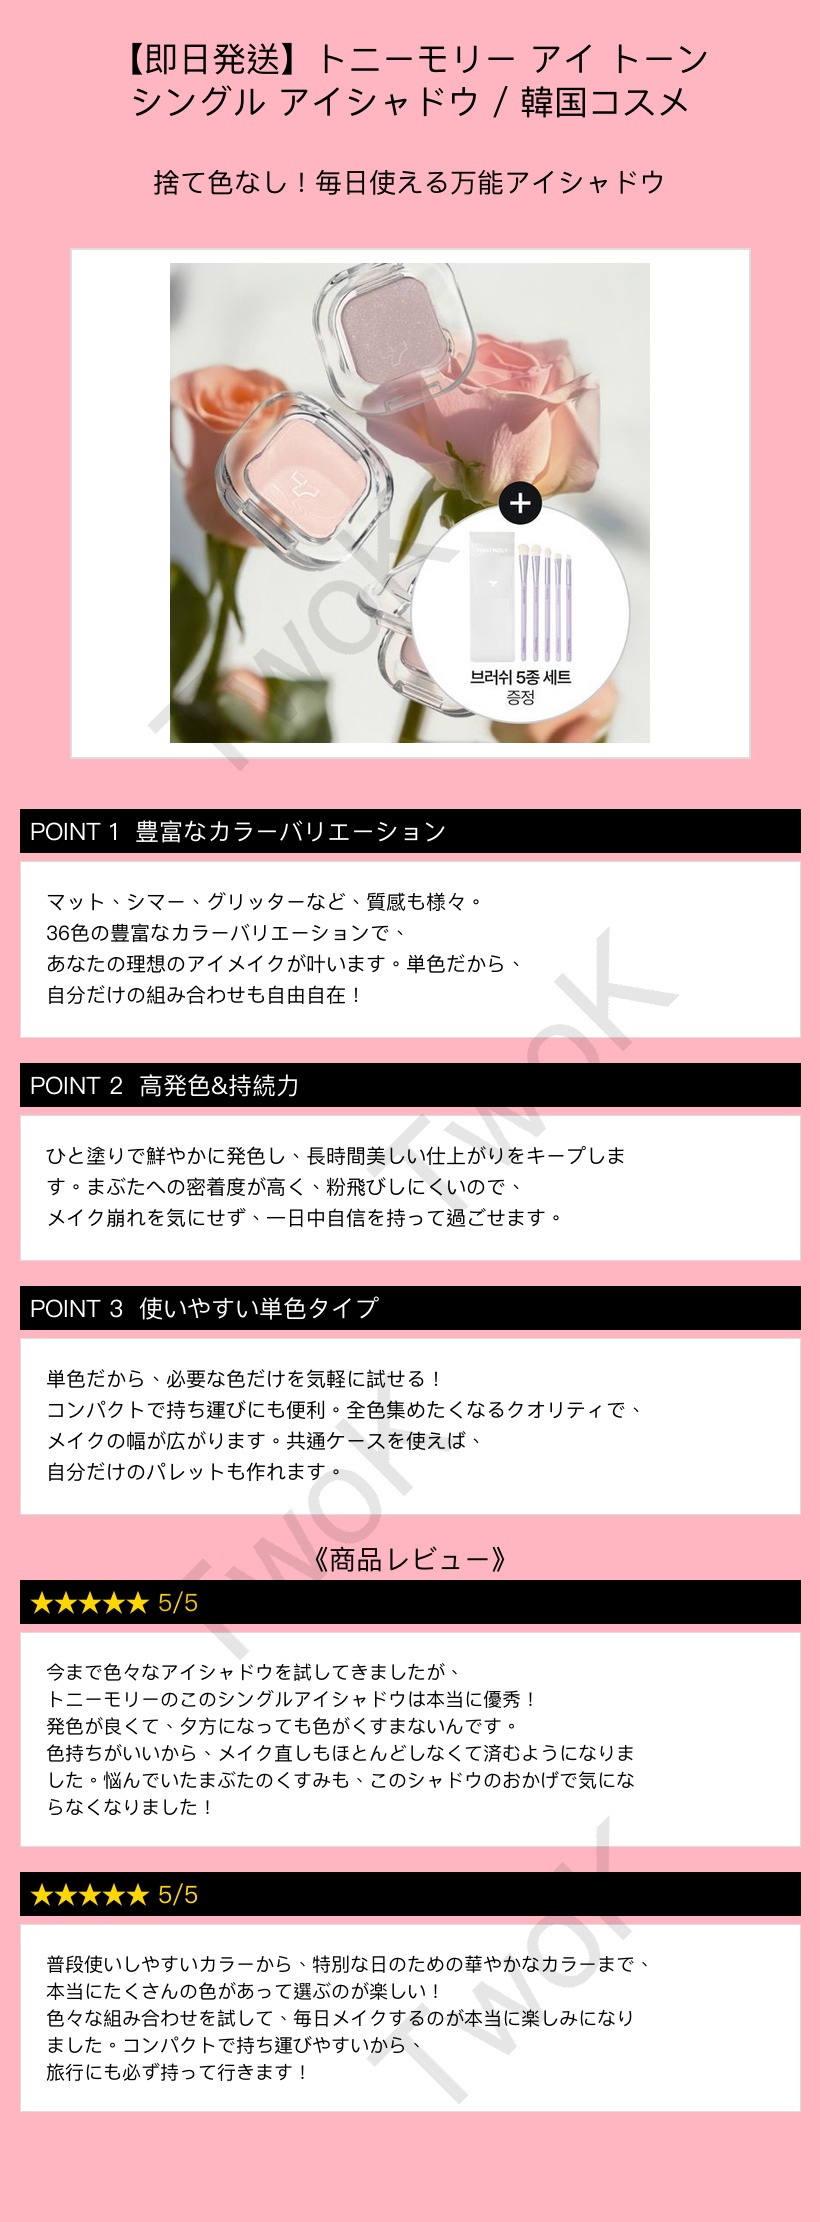 【即日発送】トニーモリー アイ トーン
シングル アイシャドウ / 韓国コスメ
捨て色なし！毎日使える万能アイシャドウ
TONYMOLY
브러쉬 5종 세트
증정
TwoK
POINT 1 豊富なカラーバリエーション
マット、シマー、グリッターなど、質感も様々。
36色の豊富なカラーバリエーションで、
あなたの理想のアイメイクが叶います。単色だから、
自分だけの組み合わせも自由自在！
TwoK
POINT 2 高発色&持続力
ひと塗りで鮮やかに発色し、長時間美しい仕上がりをキープしま
す。まぶたへの密着度が高く、粉飛びしにくいので、
メイク崩れを気にせず、一日中自信を持って過ごせます。
POINT 3 使いやすい単色タイプ
単色だから、必要な色だけを気軽に試せる！
コンパクトで持ち運びにも便利。全色集めたくなるクオリティで、
メイクの幅が広がります。共通ケースを使えば、
自分だけのパレットも作れます。
TwoK
《商品レビュー》
★★★★★ 5/5
今まで色々なアイシャドウを試してきましたが、
トニーモリーのこのシングルアイシャドウは本当に優秀！
発色が良くて、夕方になっても色がくすまないんです。
色持ちがいいから、メイク直しもほとんどしなくて済むようになりま
した。悩んでいたまぶたのくすみも、このシャドウのおかげで気にな
らなくなりました！
★★★★★ 5/5
普段使いしやすいカラーから、特別な日のための華やかなカラーまで、
本当にたくさんの色があって選ぶのが楽しい！
色々な組み合わせを試して、毎日メイクするのが本当に楽しみになり
ました。コンパクトで持ち運びやすいから、
旅行にも必ず持って行きます！
TwoK